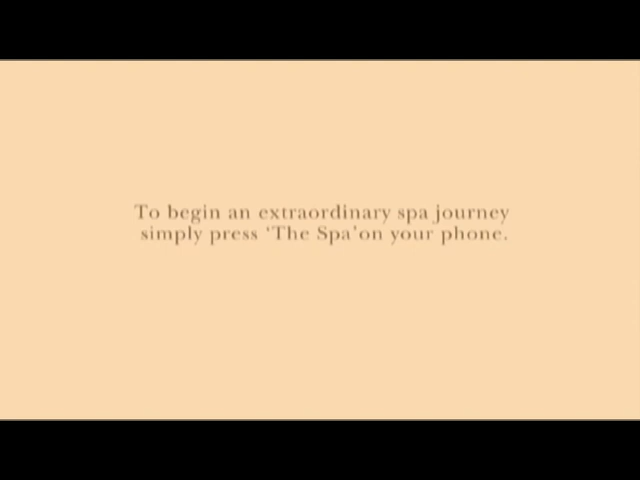 To begin an extraordinary spa journey
simply press ‘The Spa’on your phone.